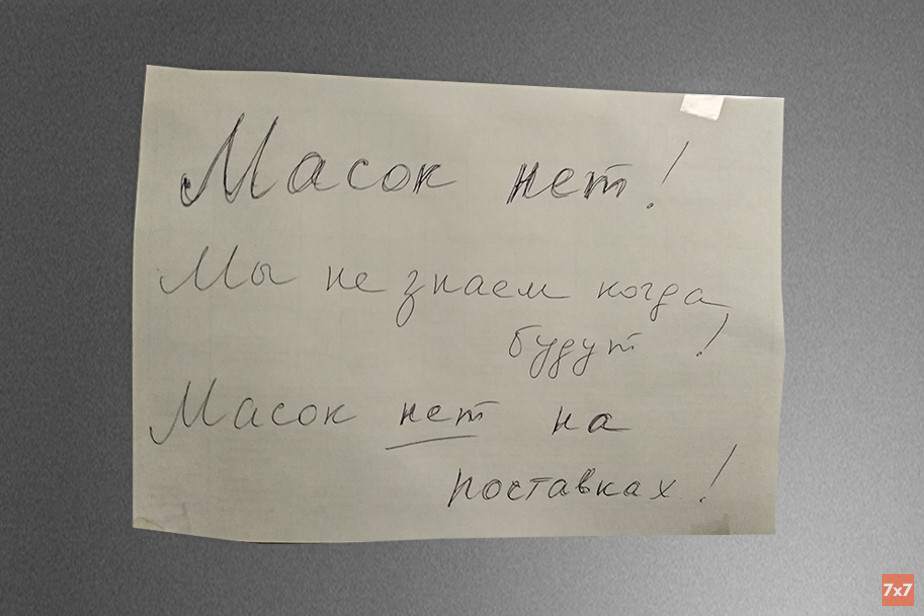 Масок нет!
Мы не знаем когда
будут !
Масок нет на
поставках!
7x7